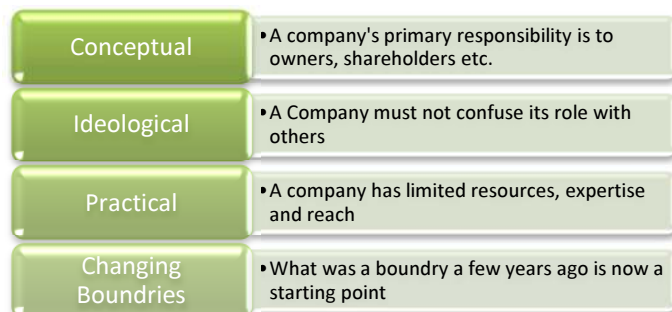 Conceptual
•A company's primary responsibility is to
owners, shareholders etc.
Ideological
•A Company must not confuse its role with
others
Practical
•A company has limited resources, expertise
and reach
Changing
Boundries
•What was a boundry a few years ago is now a
starting point